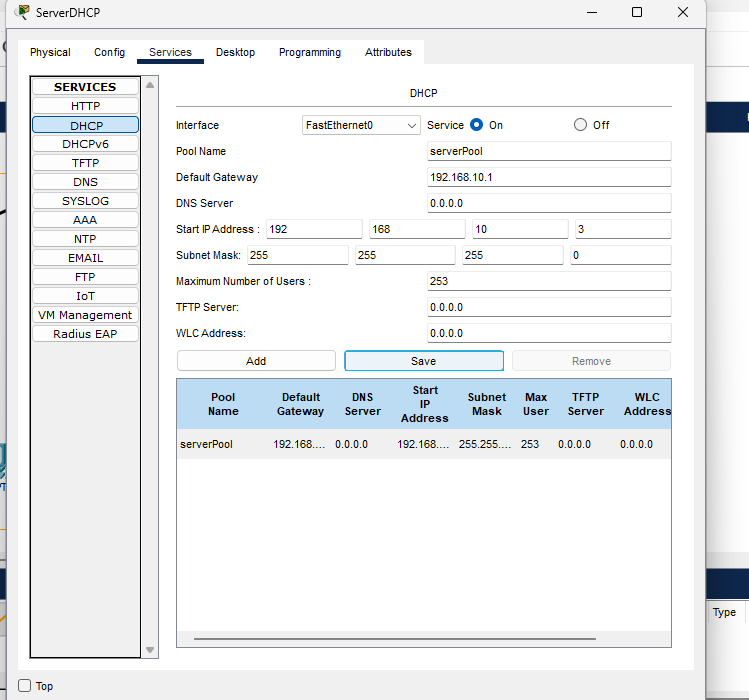 ServerDHCP
Physical Config Services Desktop Programming Attributes
SERVICES
HTTP
DHCP
DHCPv6
TFTP
DNS
SYSLOG
AAA
NTP
EMAIL
FTP
IoT
VM Management
Radius EAP
DHCP
Interface FastEthernet0 Service On Off
Pool Name serverPool
Default Gateway 192.168.10.1
DNS Server 0.0.0.0
Start IP Address : 192 168 10 3
Subnet Mask: 255 255 255 0
Maximum Number of Users : 253
TFTP Server: 0.0.0.0
WLC Address: 0.0.0.0
Add Save Remove
Pool Name Default Gateway DNS Server Start IP Address Subnet Mask Max User TFTP Server WLC Address
serverPool 192.168.... 0.0.0.0 192.168.... 255.255.... 253 0.0.0.0 0.0.0.0
Top
Type